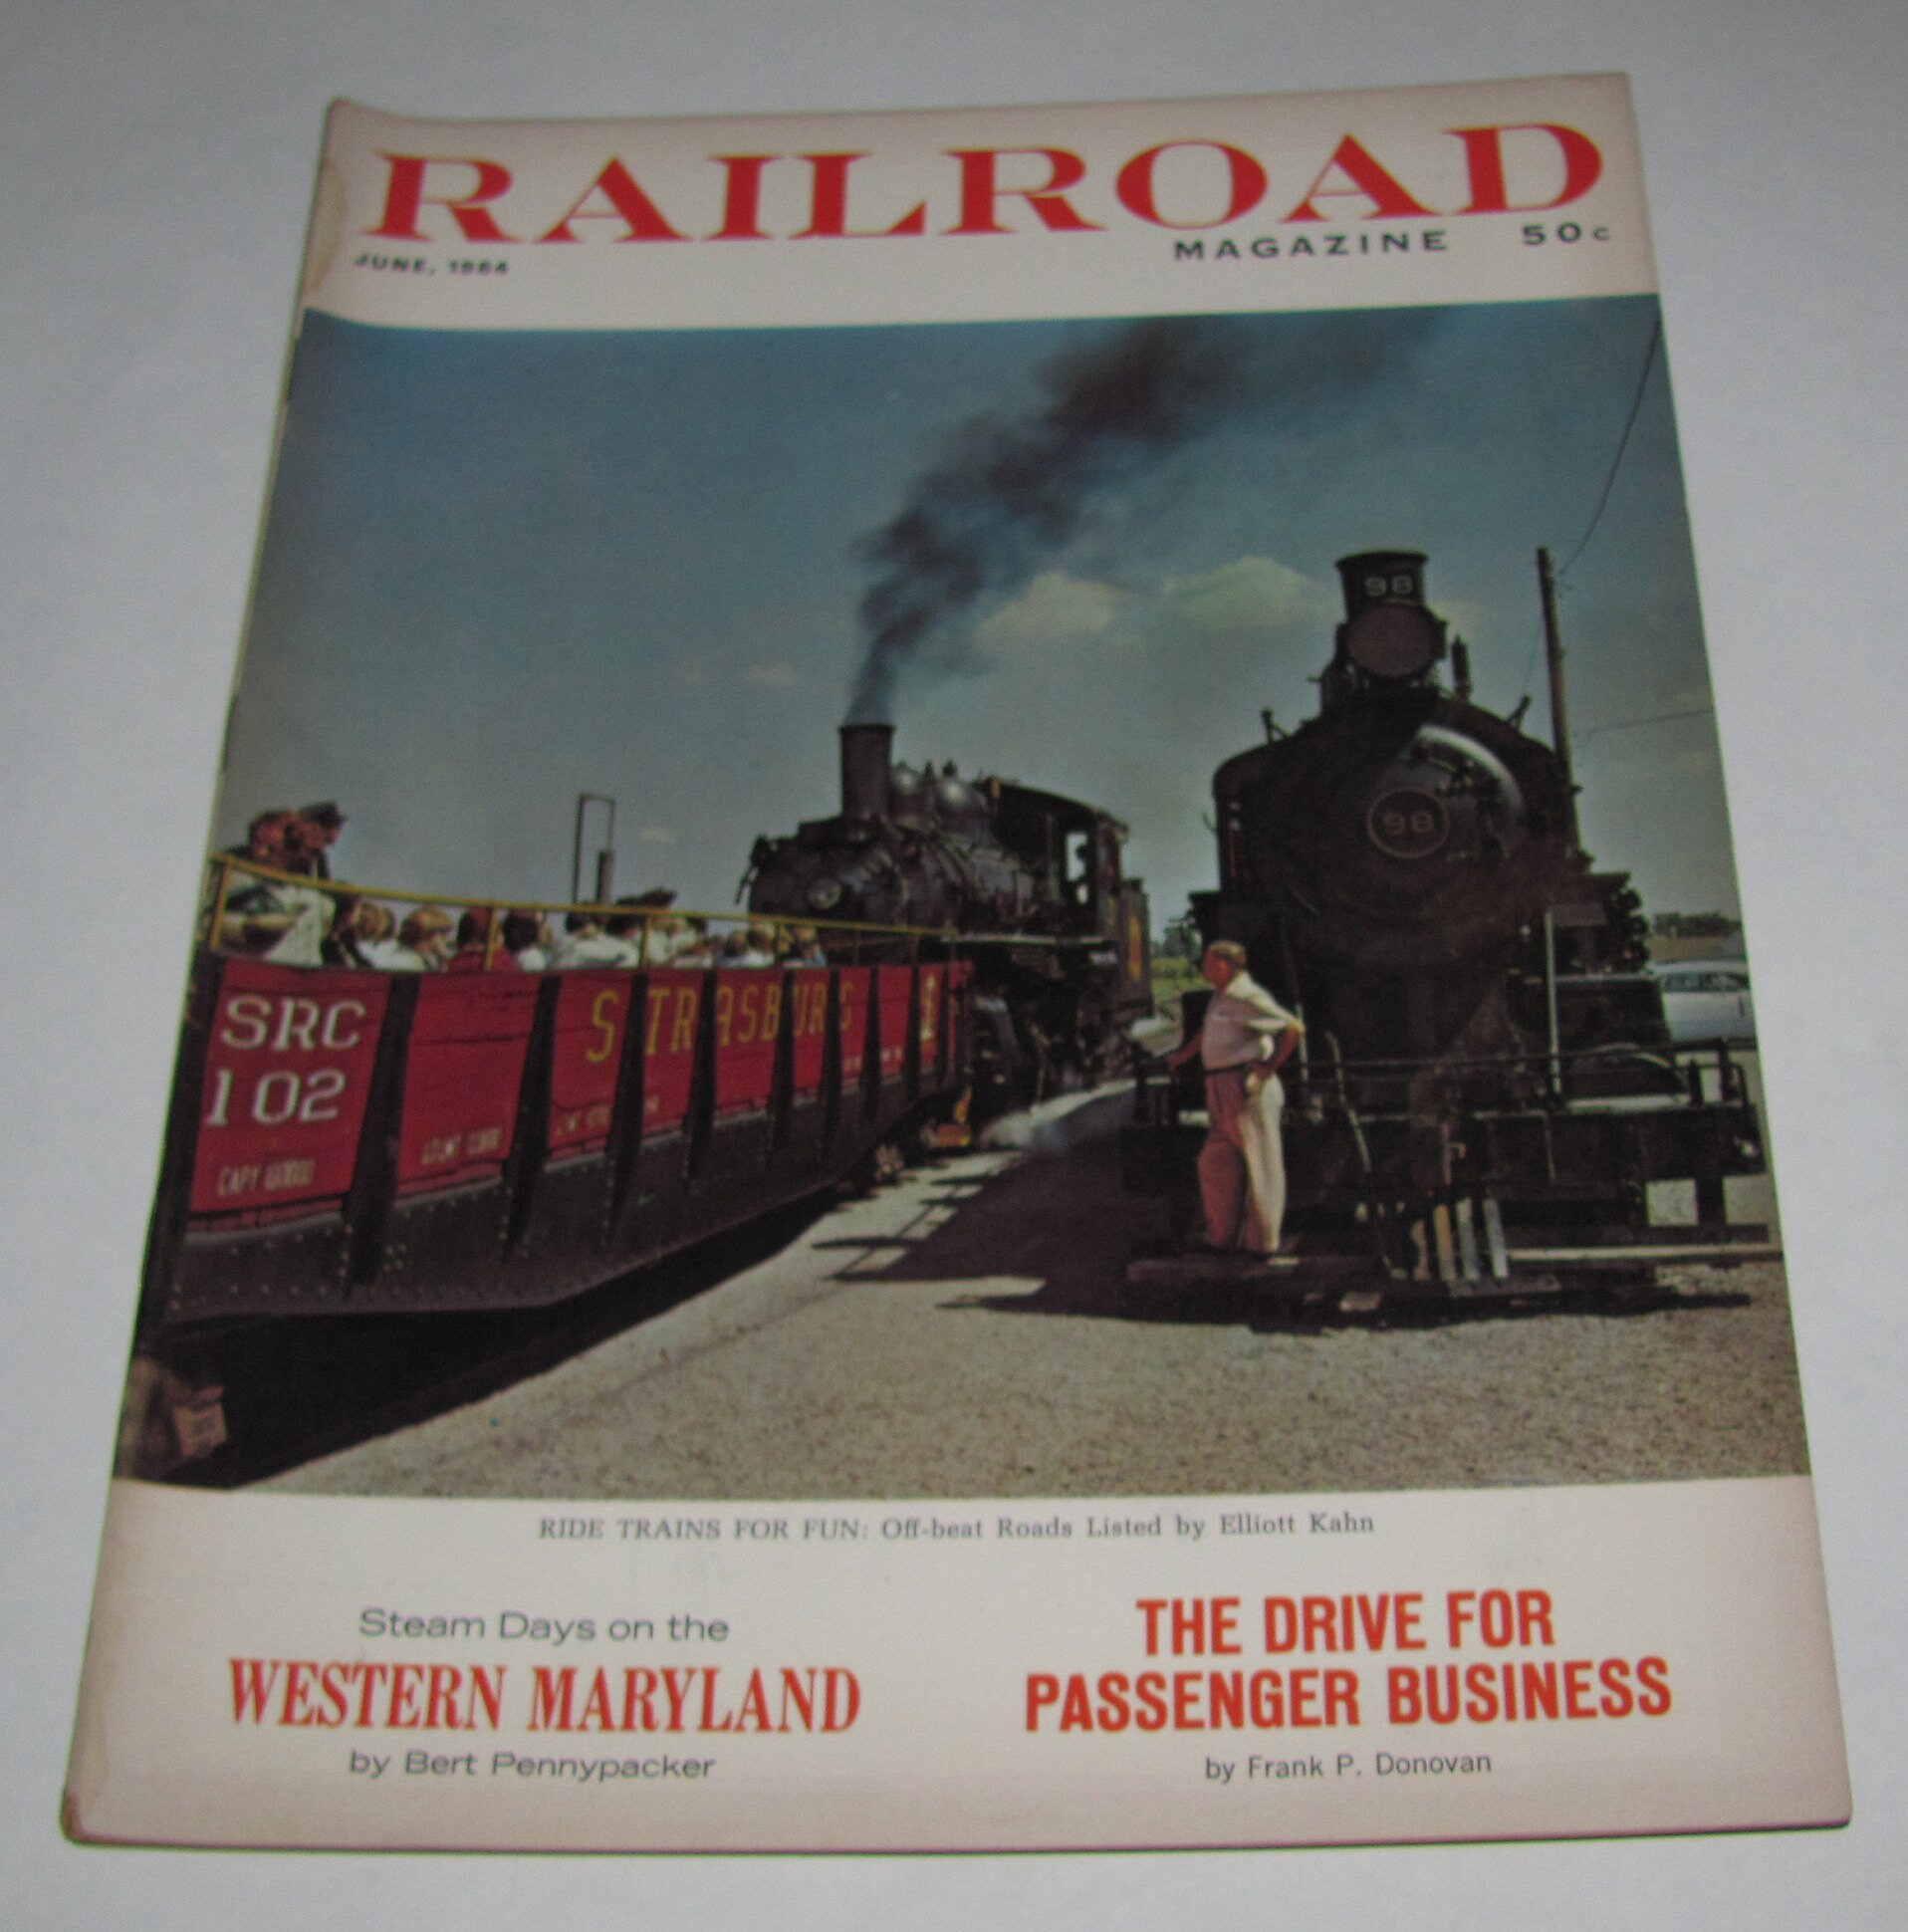 RAILROAD
MAGAZINE 50c
JUNE, 1964
98
98
SRC
102
STRASBURG
CAPY
RIDE TRAINS FOR FUN: Off-beat Roads Listed by Elliott Kahn
Steam Days on the
WESTERN MARYLAND
by Bert Pennypacker
THE DRIVE FOR
PASSENGER BUSINESS
by Frank P. Donovan